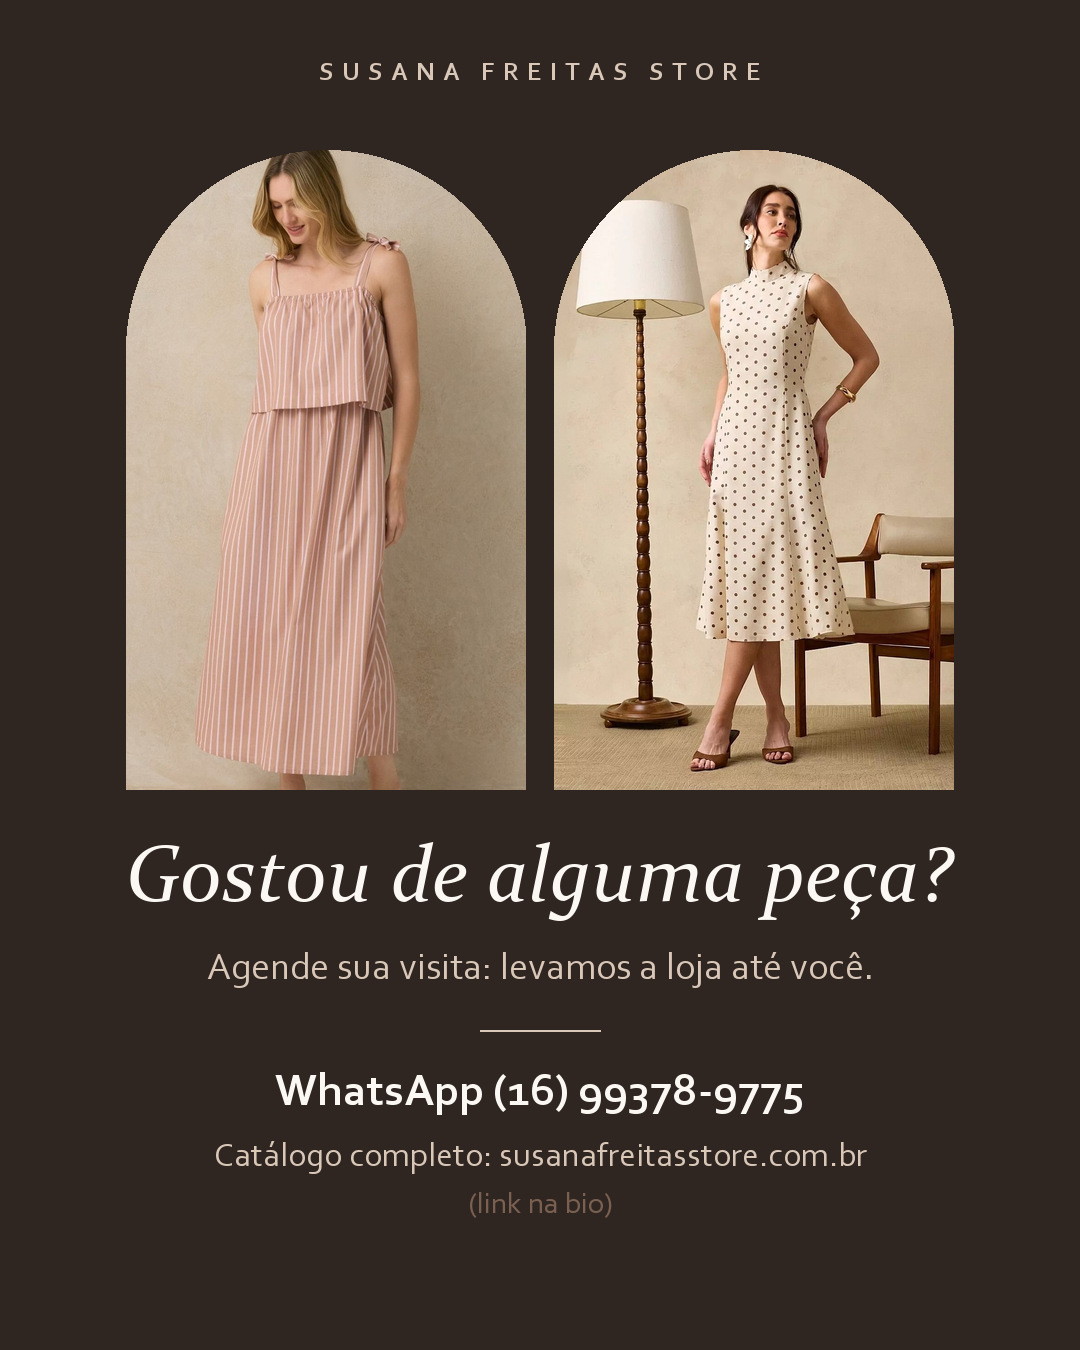 SUSANA FREITAS STORE
Gostou de alguma peça?
Agende sua visita: levamos a loja até você.
WhatsApp (16) 99378-9775
Catálogo completo: susanafreitasstore.com.br
(link na bio)